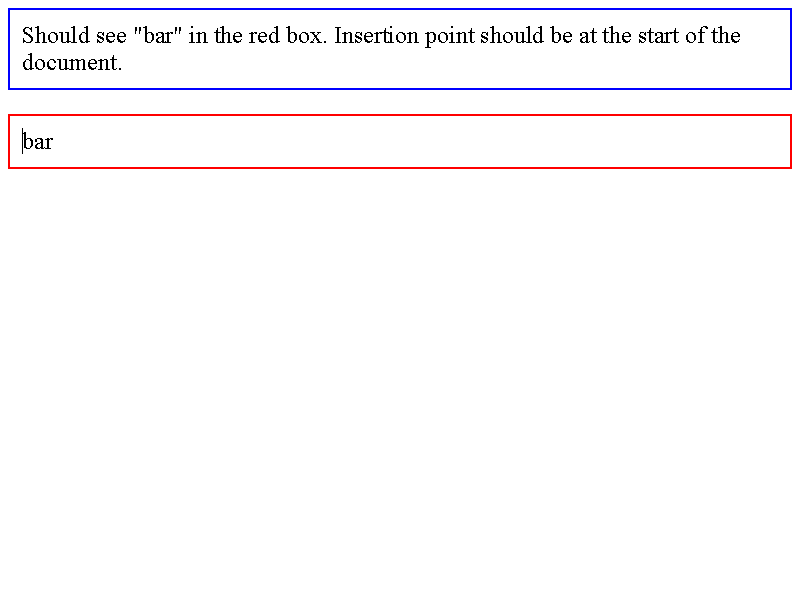 Should see "bar" in the red box. Insertion point should be at the start of the
document.
bar